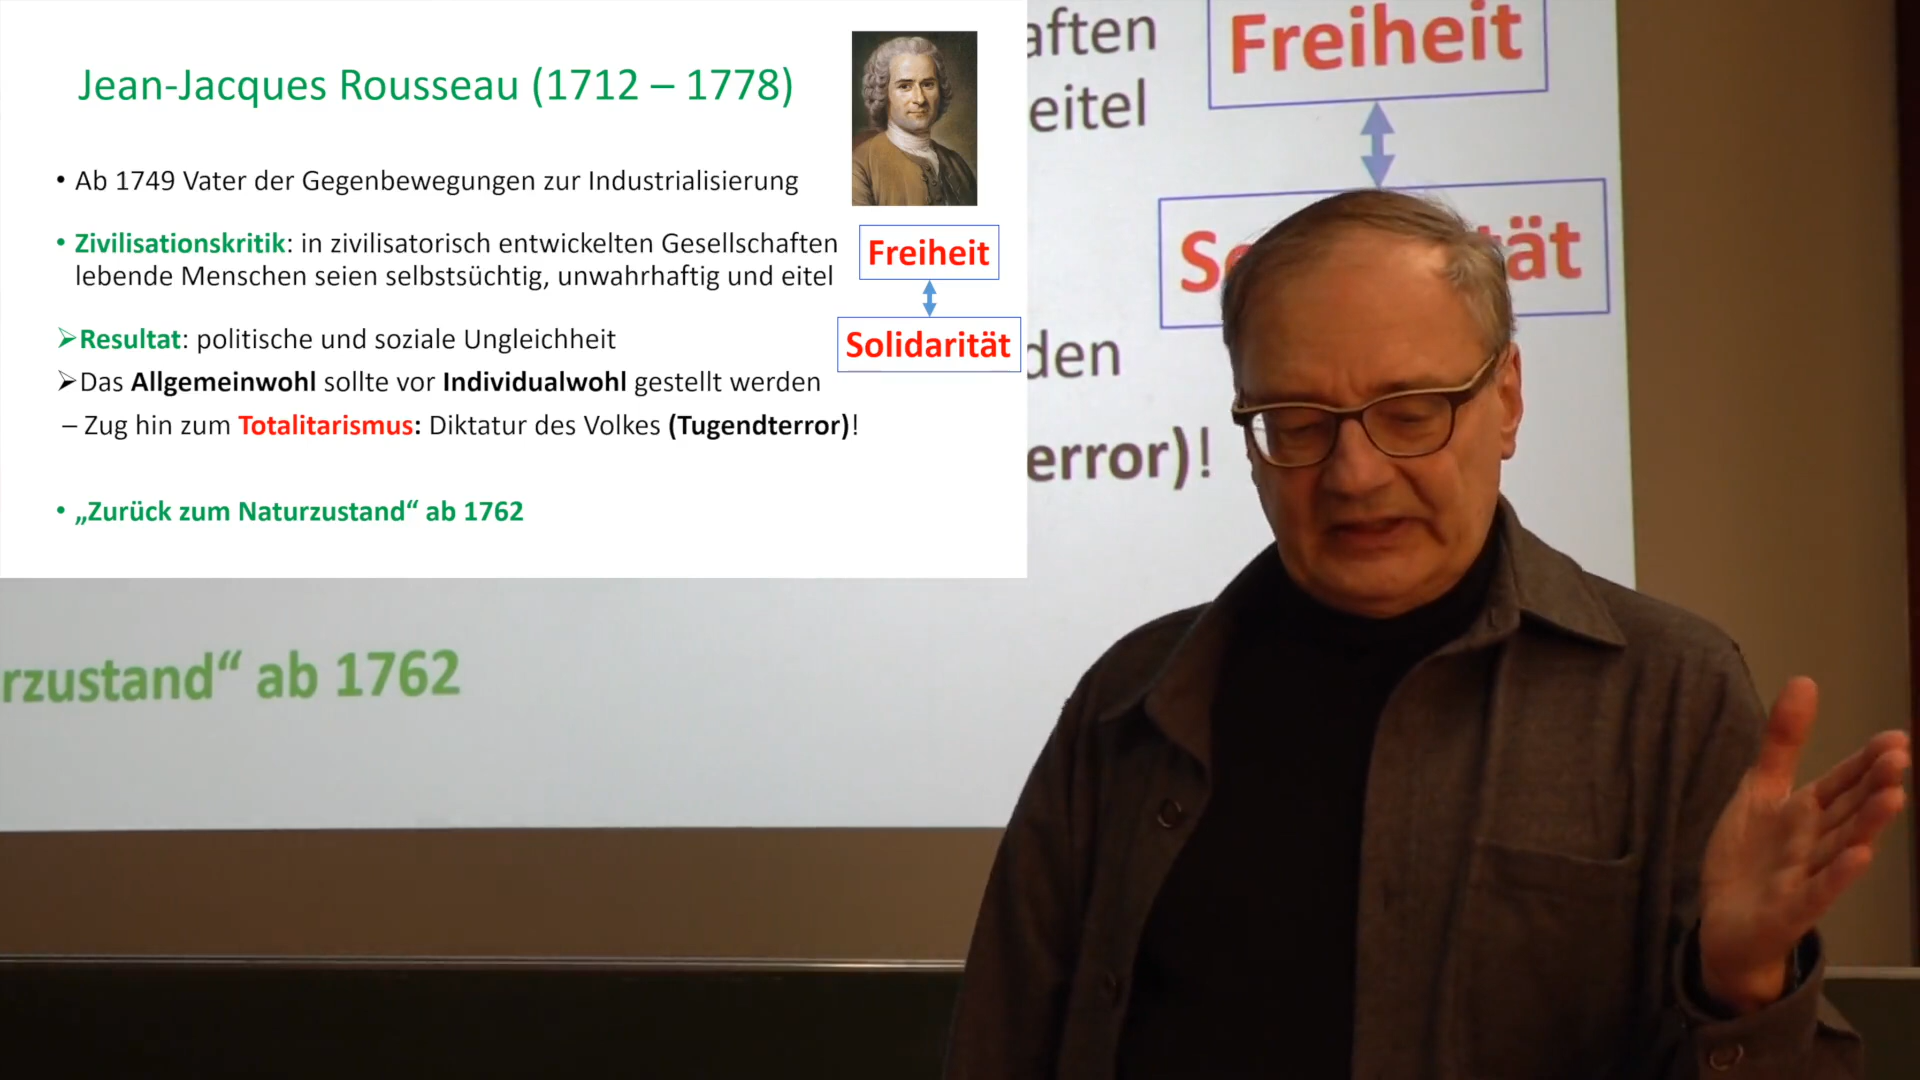 Jean-Jacques Rousseau (1712 – 1778)
• Ab 1749 Vater der Gegenbewegungen zur Industrialisierung
• Zivilisationskritik: in zivilisatorisch entwickelten Gesellschaften
lebende Menschen seien selbstsüchtig, unwahrhaftig und eitel
➢Resultat: politische und soziale Ungleichheit
➢Das Allgemeinwohl sollte vor Individualwohl gestellt werden
– Zug hin zum Totalitarismus: Diktatur des Volkes (Tugendterror)!
• „Zurück zum Naturzustand“ ab 1762
Freiheit
Solidarität
aften
eitel
Freiheit
S ität
den
error)!
rzustand“ ab 1762